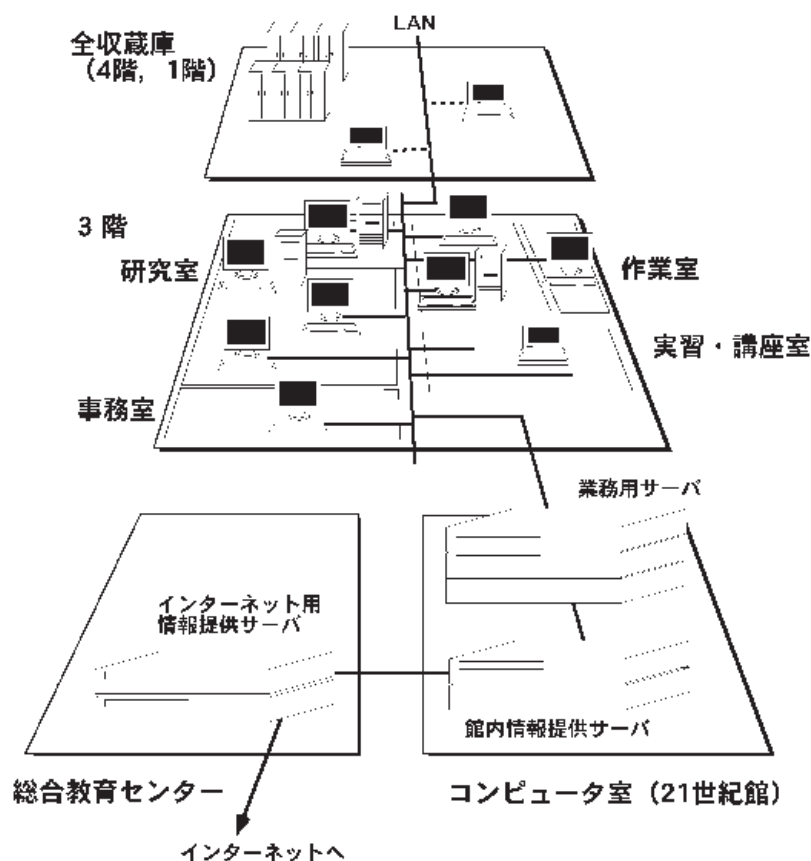 LAN
全収蔵庫
（4階，1階）
3 階
研究室
作業室
実習・講座室
事務室
業務用サーバ
インターネット用
情報提供サーバ
館内情報提供サーバ
総合教育センター
コンピュータ室（21世紀館）
インターネットへ